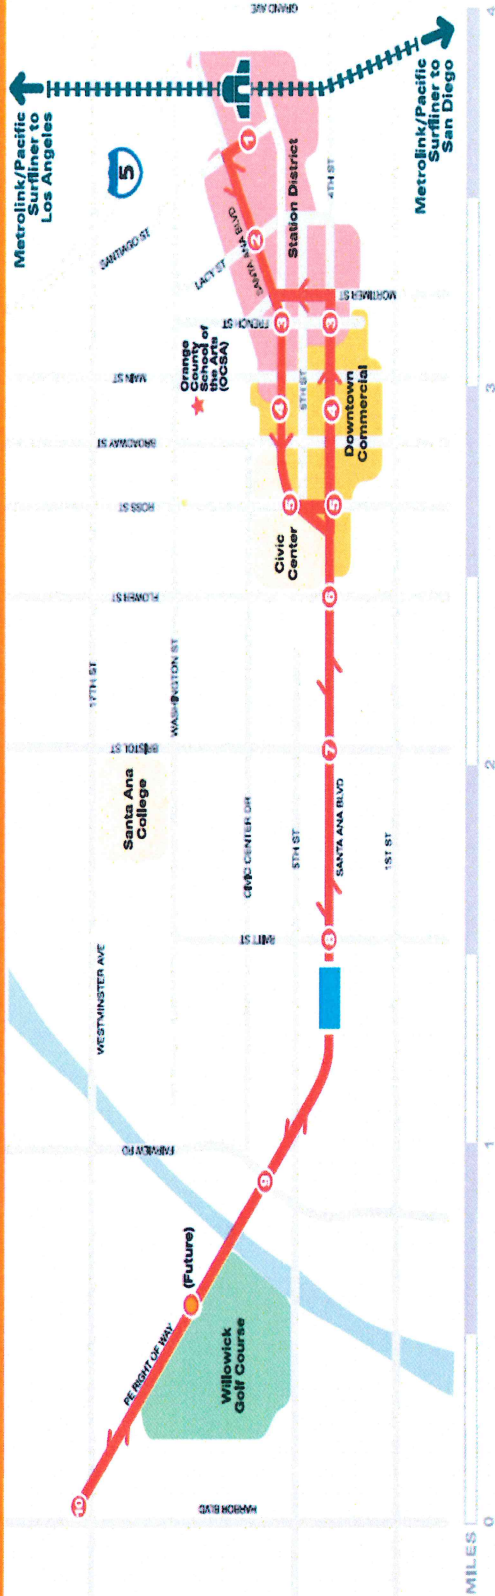 GRAND AVE
Metrolink/Pacific
Surfliner to
Los Angeles
Metrolink/Pacific
Surfliner to
San Diego
5
SANTIAGO ST
LACY ST
SANTA ANA BLVD
Station District
4TH ST
MORTIMER ST
FRENCH ST
Orange
County
School of
the Arts
(OCSA)
MAIN ST
5TH ST
BROADWAY ST
Downtown
Commercial
ROSS ST
Civic
Center
FLOWER ST
17TH ST
WASHINGTON ST
BRISTOL ST
Santa Ana
College
CIVIC CENTER DR
5TH ST
SANTA ANA BLVD
1ST ST
RAITT ST
WESTMINSTER AVE
FAIRVIEW RD
(Future)
PE RIGHT OF WAY
Willowick
Golf Course
HARBOR BLVD
1
2
3
3
4
4
5
5
6
7
8
9
10
MILES
0
1
2
3
4